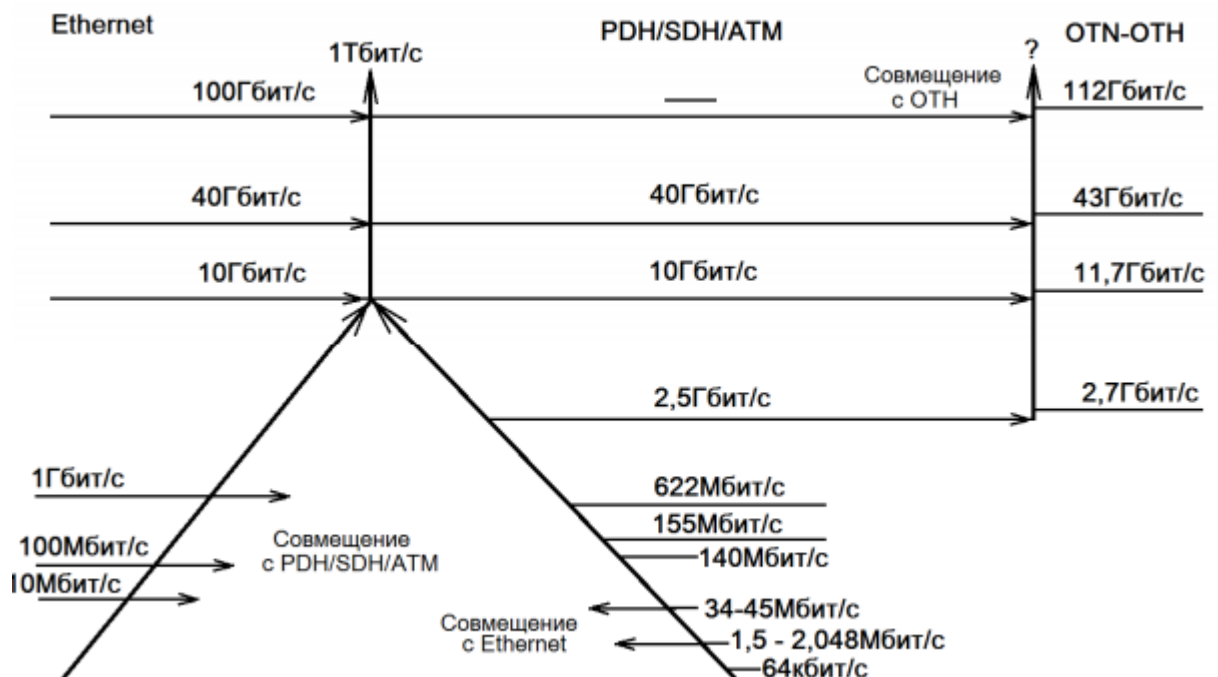 Ethernet
PDH/SDH/ATM
OTN-OTH
1Тбит/с
?
100Гбит/с
Совмещение
с OTH
112Гбит/с
40Гбит/с
40Гбит/с
43Гбит/с
10Гбит/с
10Гбит/с
11,7Гбит/с
2,5Гбит/с
2,7Гбит/с
1Гбит/с
622Мбит/с
155Мбит/с
140Мбит/с
Совмещение
с PDH/SDH/ATM
100Мбит/с
10Мбит/с
34-45Мбит/с
Совмещение
с Ethernet
1,5 - 2,048Мбит/с
64кбит/с